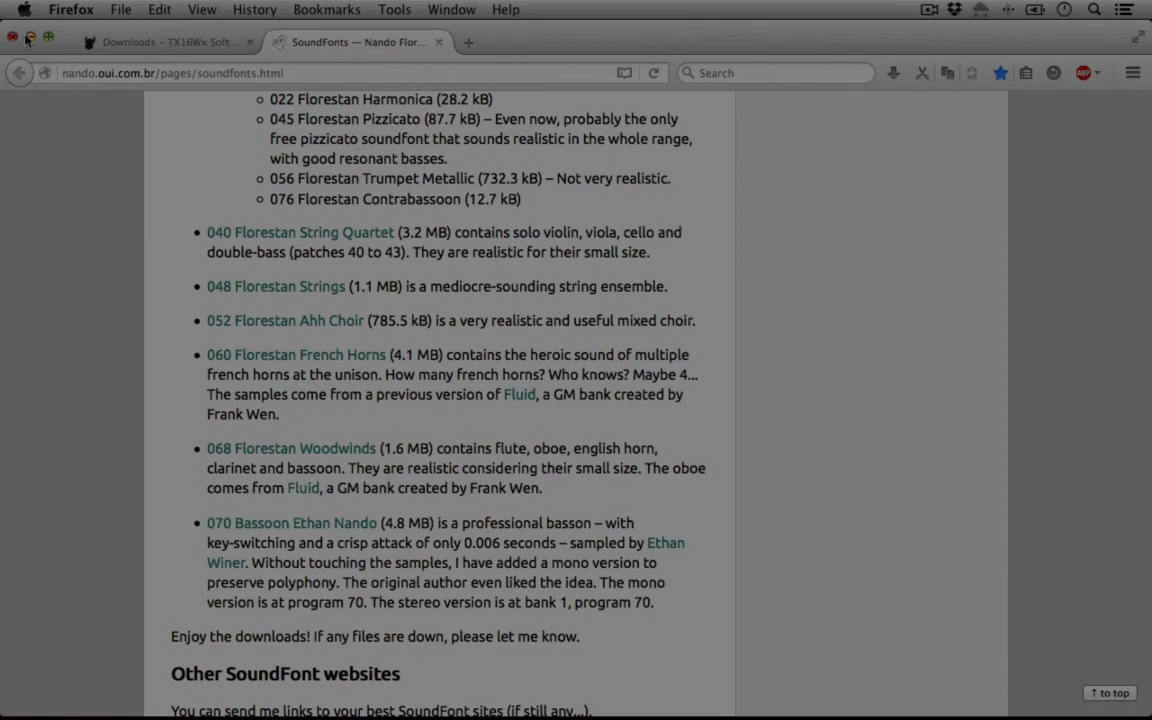 Firefox File Edit View History Bookmarks Tools Window Help
Downloads – TX16Wx Soft...
SoundFonts — Nando Flor...
nando.oui.com.br/pages/soundfonts.html
Search
ABP
022 Florestan Harmonica (28.2 kB)
045 Florestan Pizzicato (87.7 kB) – Even now, probably the only
free pizzicato soundfont that sounds realistic in the whole range,
with good resonant basses.
056 Florestan Trumpet Metallic (732.3 kB) – Not very realistic.
076 Florestan Contrabassoon (12.7 kB)
040 Florestan String Quartet (3.2 MB) contains solo violin, viola, cello and
double-bass (patches 40 to 43). They are realistic for their small size.
048 Florestan Strings (1.1 MB) is a mediocre-sounding string ensemble.
052 Florestan Ahh Choir (785.5 kB) is a very realistic and useful mixed choir.
060 Florestan French Horns (4.1 MB) contains the heroic sound of multiple
french horns at the unison. How many french horns? Who knows? Maybe 4...
The samples come from a previous version of Fluid, a GM bank created by
Frank Wen.
068 Florestan Woodwinds (1.6 MB) contains flute, oboe, english horn,
clarinet and bassoon. They are realistic considering their small size. The oboe
comes from Fluid, a GM bank created by Frank Wen.
070 Bassoon Ethan Nando (4.8 MB) is a professional basson – with
key-switching and a crisp attack of only 0.006 seconds – sampled by Ethan
Winer. Without touching the samples, I have added a mono version to
preserve polyphony. The original author even liked the idea. The mono
version is at program 70. The stereo version is at bank 1, program 70.
Enjoy the downloads! If any files are down, please let me know.
Other SoundFont websites
You can send me links to your best SoundFont sites (if still any...).
↑ to top